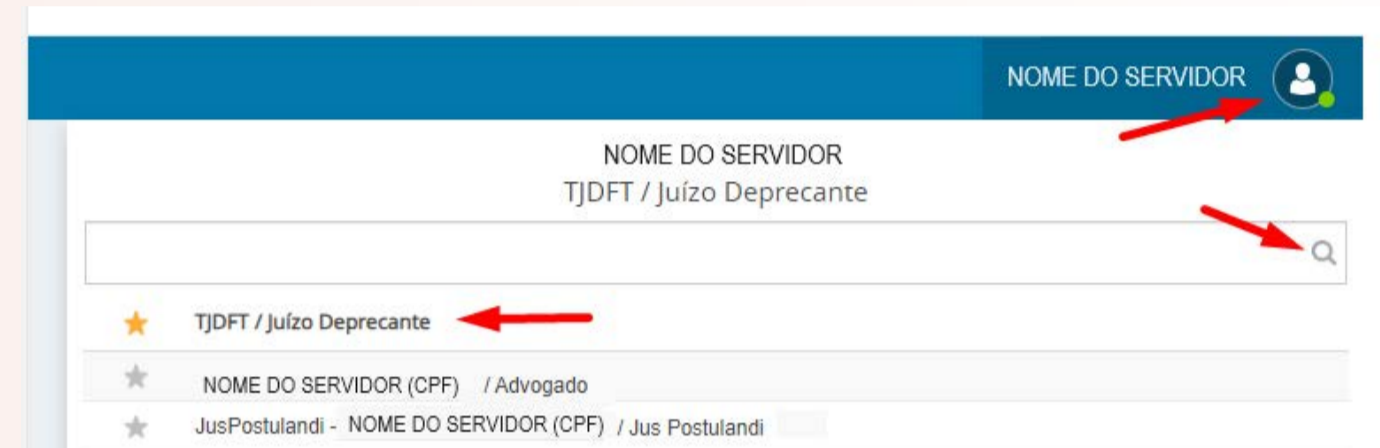 NOME DO SERVIDOR
NOME DO SERVIDOR
TJDFT / Juízo Deprecante
TJDFT / Juízo Deprecante
NOME DO SERVIDOR (CPF) / Advogado
JusPostulandi - NOME DO SERVIDOR (CPF) / Jus Postulandi